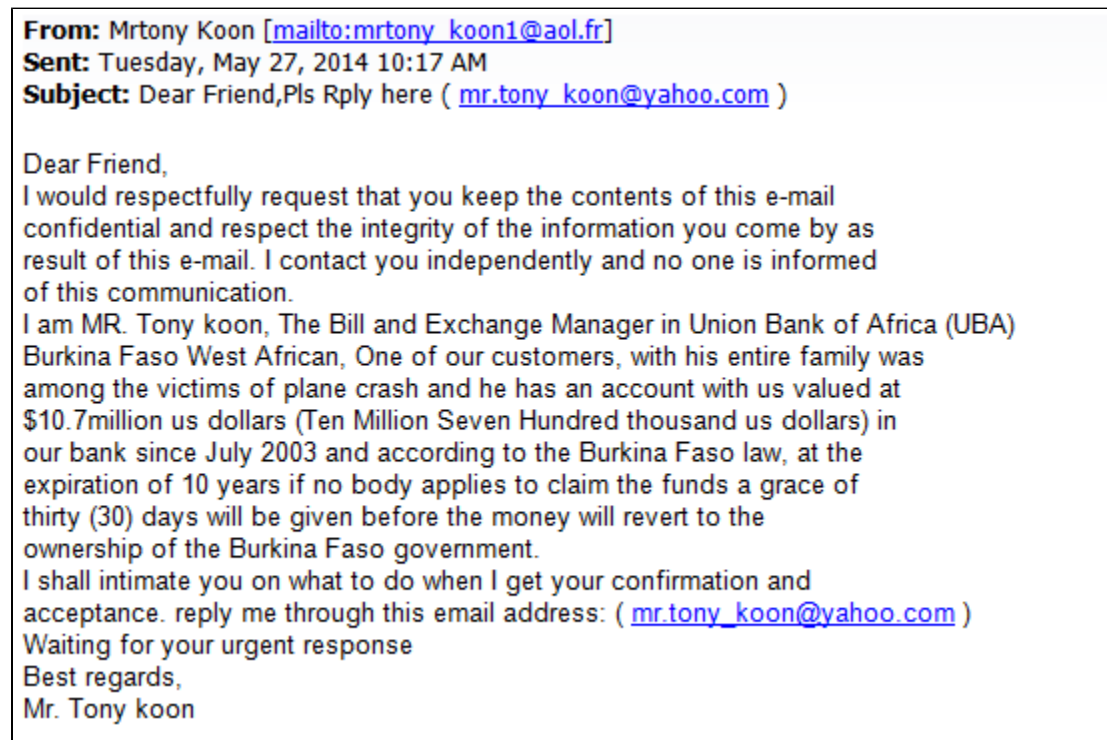 From: Mrtony Koon [mailto:mrtony_koon1@aol.fr]
Sent: Tuesday, May 27, 2014 10:17 AM
Subject: Dear Friend,Pls Rply here ( mr.tony_koon@yahoo.com )
Dear Friend,
I would respectfully request that you keep the contents of this e-mail
confidential and respect the integrity of the information you come by as
result of this e-mail. I contact you independently and no one is informed
of this communication.
I am MR. Tony koon, The Bill and Exchange Manager in Union Bank of Africa (UBA)
Burkina Faso West African, One of our customers, with his entire family was
among the victims of plane crash and he has an account with us valued at
$10.7million us dollars (Ten Million Seven Hundred thousand us dollars) in
our bank since July 2003 and according to the Burkina Faso law, at the
expiration of 10 years if no body applies to claim the funds a grace of
thirty (30) days will be given before the money will revert to the
ownership of the Burkina Faso government.
I shall intimate you on what to do when I get your confirmation and
acceptance. reply me through this email address: ( mr.tony_koon@yahoo.com )
Waiting for your urgent response
Best regards,
Mr. Tony koon